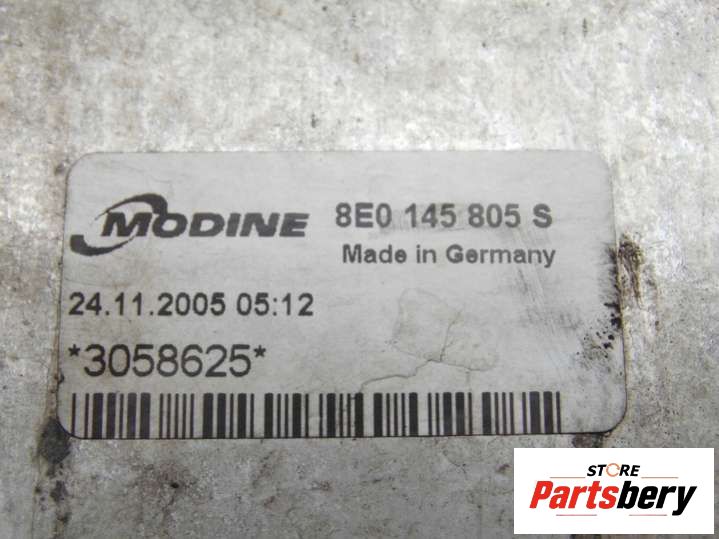 MODINE 8E0 145 805 S
Made in Germany
24.11.2005 05:12
*3058625*
STORE
Partsbery